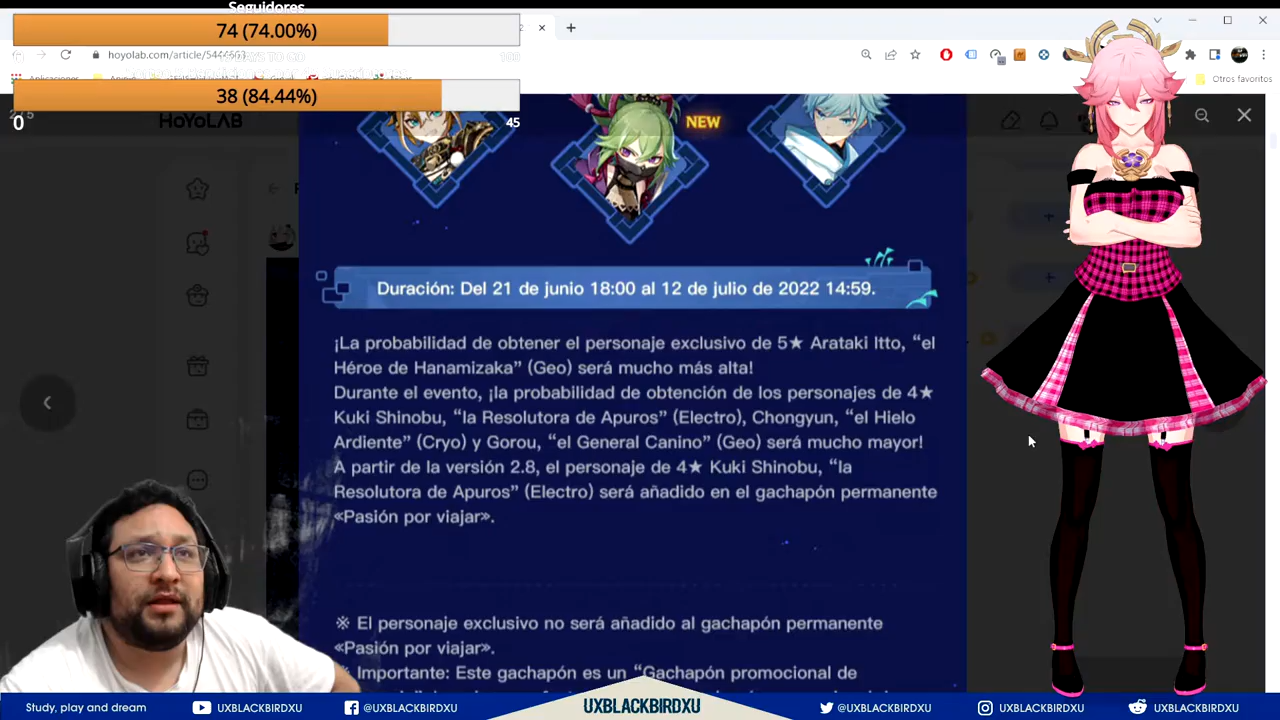 Seguidores
74 (74.00%)
hoyolab.com/article/5444663
Aplicaciones
Otros favoritos
38 (84.44%)
0
45
HoYoLAB
NEW
Duración: Del 21 de junio 18:00 al 12 de julio de 2022 14:59.
¡La probabilidad de obtener el personaje exclusivo de 5★ Arataki Itto, “el
Héroe de Hanamizaka” (Geo) será mucho más alta!
Durante el evento, ¡la probabilidad de obtención de los personajes de 4★
Kuki Shinobu, “la Resolutora de Apuros” (Electro), Chongyun, “el Hielo
Ardiente” (Cryo) y Gorou, “el General Canino” (Geo) será mucho mayor!
A partir de la versión 2.8, el personaje de 4★ Kuki Shinobu, “la
Resolutora de Apuros” (Electro) será añadido en el gachapón permanente
«Pasión por viajar».
※ El personaje exclusivo no será añadido al gachapón permanente
«Pasión por viajar».
※ Importante: Este gachapón es un “Gachapón promocional de
Study, play and dream
UXBLACKBIRDXU
@UXBLACKBIRDXU
UXBLACKBIRDXU
@UXBLACKBIRDXU
UXBLACKBIRDXU
UXBLACKBIRDXU